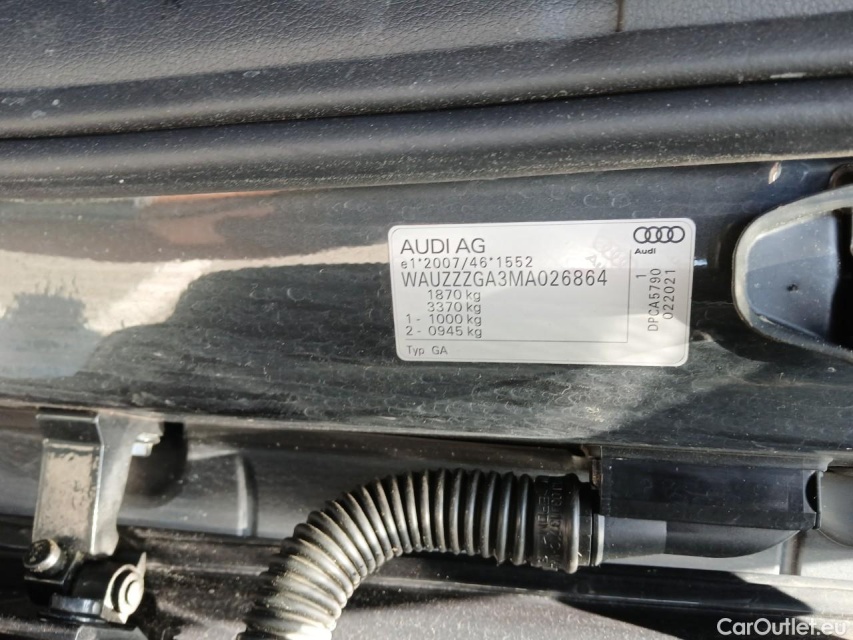 AUDI AG
e1*2007/46*1552
WAUZZZGA3MA026864
1870 kg
3370 kg
1 - 1000 kg
2 - 0945 kg
Typ GA
Audi
DPCA5790 1
022021
CarOutlet.eu